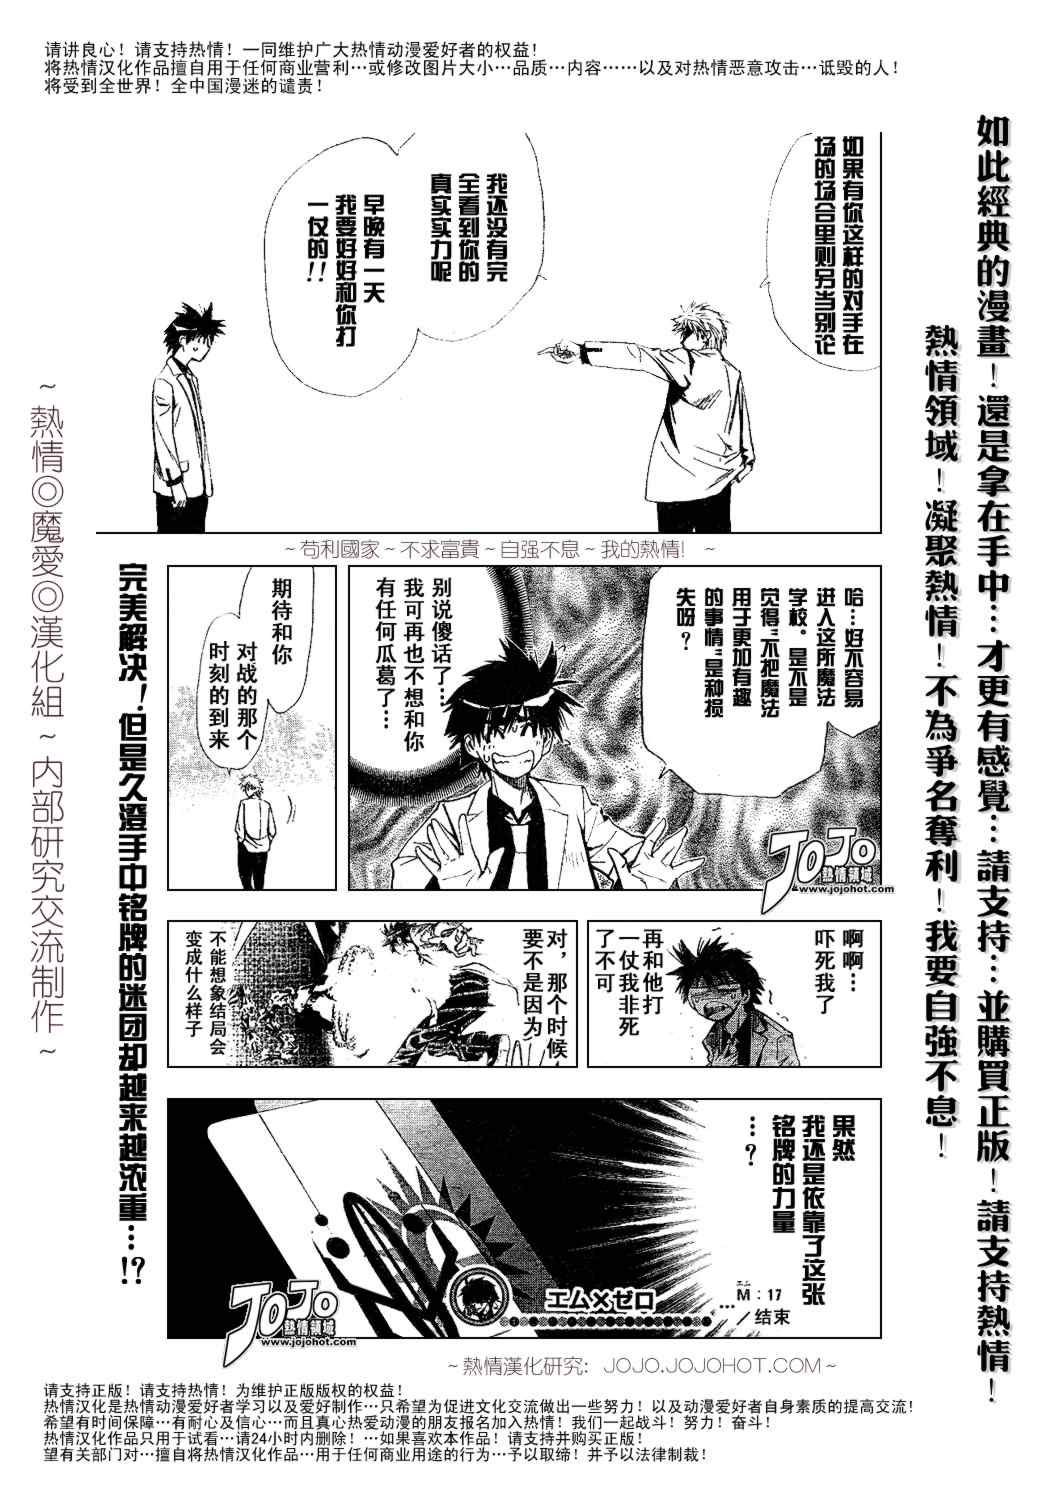 请讲良心！请支持热情！一同维护广大热情动漫爱好者的权益！
将热情汉化作品擅自用于任何商业营利…或修改图片大小…品质…内容……以及对热情恶意攻击…诋毁的人！
将受到全世界！全中国漫迷的谴责！
如此經典的漫畫！還是拿在手中…才更有感覺…請支持…並購買正版！請支持熱情！
熱情領域！凝聚熱情！不為爭名奪利！我要自強不息！
如果有你这样的对手在
场的场合里则另当别论
我还没有完
全看到你的
真实实力呢
早晚有一天
我要好好和你打
一仗的!!
～苟利國家～不求富貴～自强不息～我的熱情!　～
哈…好不容易
进入这所魔法
学校。是不是
觉得“不把魔法
用于更加有趣
的事情”是种损
失呀？
别说傻话了…
我可再也不想和你
有任何瓜葛了…
期待和你
对战的那个
时刻的到来
JOJO
熱情領域
www.jojohot.com
啊啊…
吓死我了
再和他打
一仗我非死
了不可
对，那个时候
要不是因为
不能想象结局会
变成什么样子
果然
我还是依靠了这张
铭牌的力量
…？
エム×ゼロ
…
エム
M：17
／结束
JOJO
熱情領域
www.jojohot.com
完美解决！但是久澄手中铭牌的迷团却越来越浓重…!?
～熱情◎魔愛◎漢化組～內部研究交流制作～
～熱情漢化研究：JOJO.JOJOHOT.COM～
请支持正版！请支持热情！为维护正版版权的权益！
热情汉化是热情动漫爱好者学习以及爱好制作…只希望为促进文化交流做出一些努力！以及动漫爱好者自身素质的提高交流！
希望有时间保障…有耐心及信心…而且真心热爱动漫的朋友报名加入热情！我们一起战斗！努力！奋斗！
热情汉化作品只用于试看…请24小时内删除！…如果喜欢本作品！请支持并购买正版！
望有关部门对…擅自将热情汉化作品…用于任何商业用途的行为…予以取缔！并予以法律制裁！